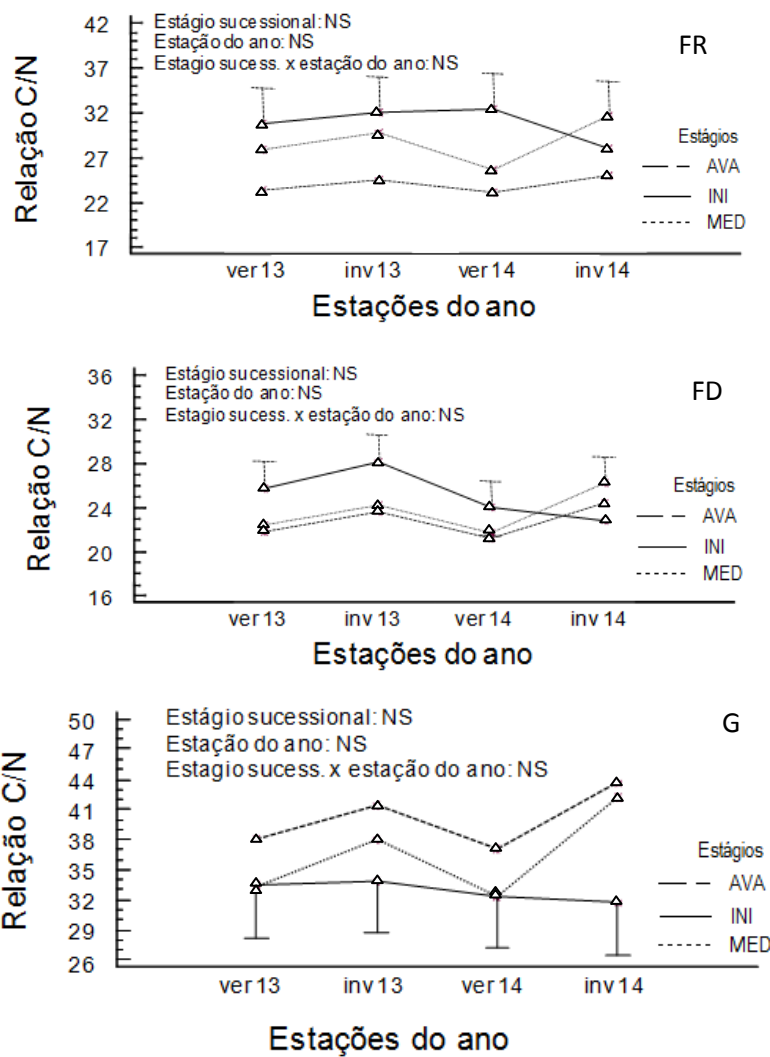 Estágio sucessional: NS
Estação do ano: NS
Estagio sucess. x estação do ano: NS
FR
Relação C/N
42
37
32
27
22
17
Estágios
AVA
INI
MED
ver 13 inv 13 ver 14 inv 14
Estações do ano
Estágio sucessional: NS
Estação do ano: NS
Estagio sucess. x estação do ano: NS
FD
Relação C/N
36
32
28
24
20
16
Estágios
AVA
INI
MED
ver 13 inv 13 ver 14 inv 14
Estações do ano
Estágio sucessional: NS
Estação do ano: NS
Estagio sucess. x estação do ano: NS
G
Relação C/N
50
47
44
41
38
35
32
29
26
Estágios
AVA
INI
MED
ver 13 inv 13 ver 14 inv 14
Estações do ano